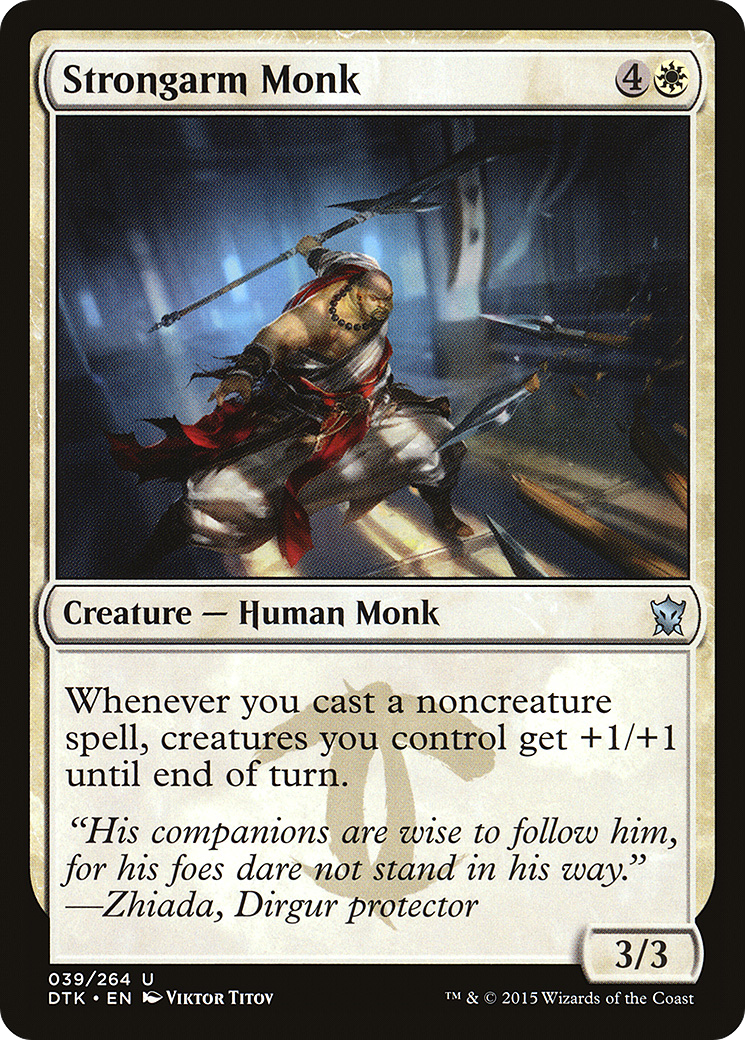 Strongarm Monk
4
Creature — Human Monk
Whenever you cast a noncreature
spell, creatures you control get +1/+1
until end of turn.
“His companions are wise to follow him,
for his foes dare not stand in his way.”
—Zhiada, Dirgur protector
3/3
039/264 U
DTK • EN Viktor Titov
™ & © 2015 Wizards of the Coast